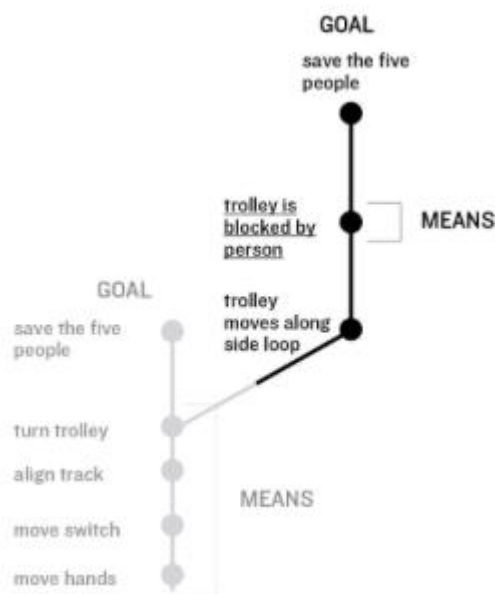 GOAL
save the five
people
trolley is
blocked by
person
MEANS
trolley
moves along
side loop
GOAL
save the five
people
turn trolley
align track
MEANS
move switch
move hands